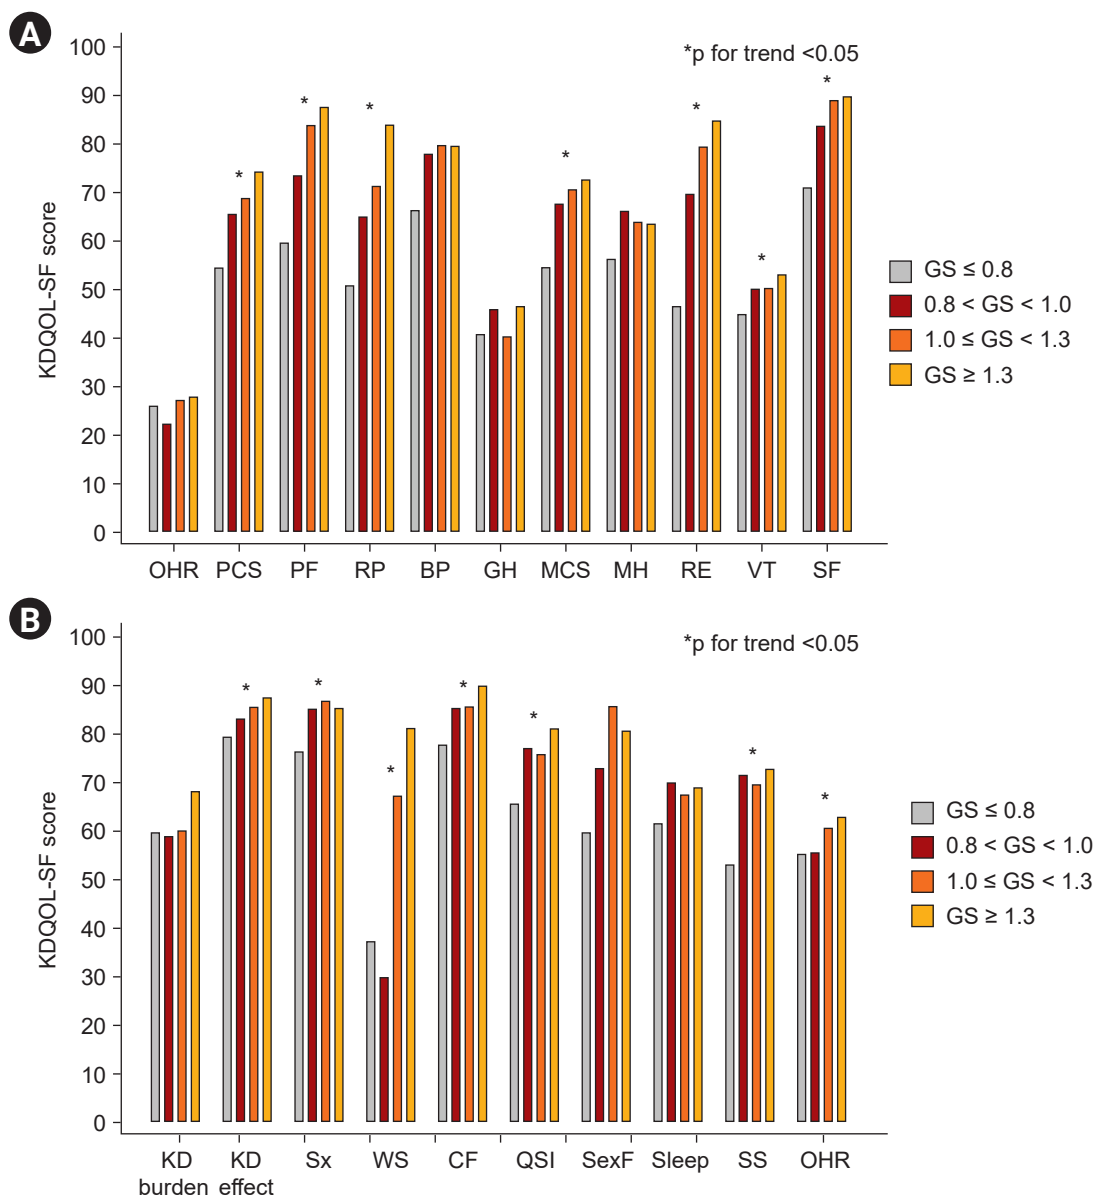 A
*p for trend <0.05
100
90
80
70
60
50
40
30
20
10
0
KDQOL-SF score
* * * * * * *
GS ≤ 0.8
0.8 < GS < 1.0
1.0 ≤ GS < 1.3
GS ≥ 1.3
OHR PCS PF RP BP GH MCS MH RE VT SF
B
*p for trend <0.05
100
90
80
70
60
50
40
30
20
10
0
KDQOL-SF score
* * * * * * *
GS ≤ 0.8
0.8 < GS < 1.0
1.0 ≤ GS < 1.3
GS ≥ 1.3
KD KD Sx WS CF QSI SexF Sleep SS OHR
burden effect